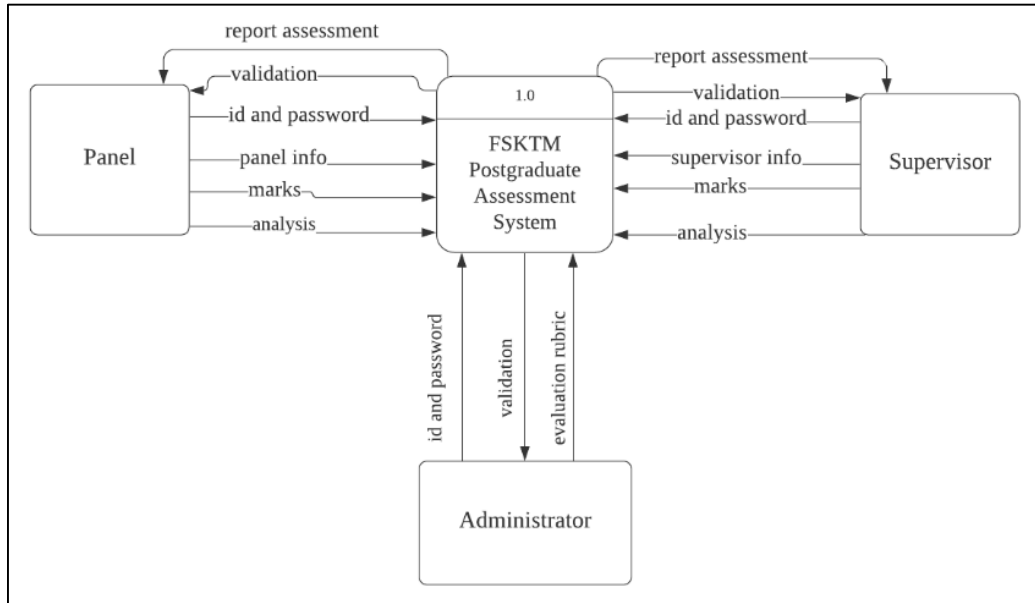 report assessment
report assessment
validation
validation
1.0
id and password
id and password
FSKTM
Postgraduate
Assessment
System
Panel
panel info
supervisor info
Supervisor
marks
marks
analysis
analysis
id and password
validation
evaluation rubric
Administrator